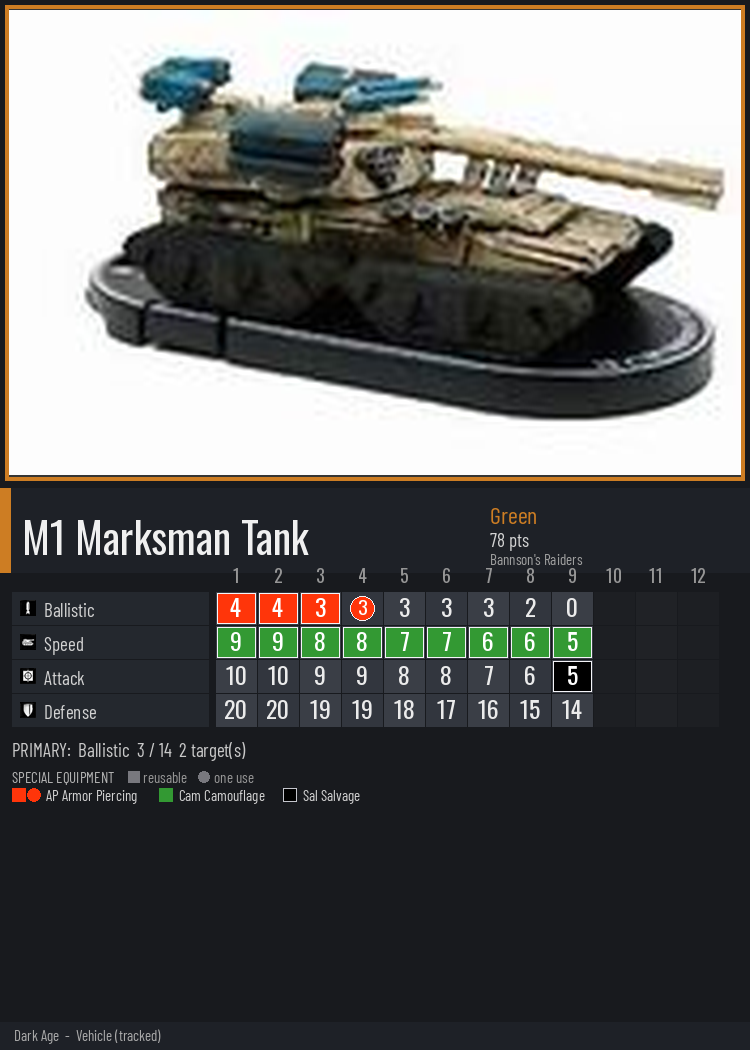 M1 Marksman Tank
Green
78 pts
Bannson's Raiders
1 2 3 4 5 6 7 8 9 10 11 12
Ballistic 4 4 3 3 3 3 3 2 0
Speed 9 9 8 8 7 7 6 6 5
Attack 10 10 9 9 8 8 7 6 5
Defense 20 20 19 19 18 17 16 15 14
PRIMARY: Ballistic 3 / 14 2 target(s)
SPECIAL EQUIPMENT reusable one use
AP Armor Piercing Cam Camouflage Sal Salvage
Dark Age - Vehicle (tracked)